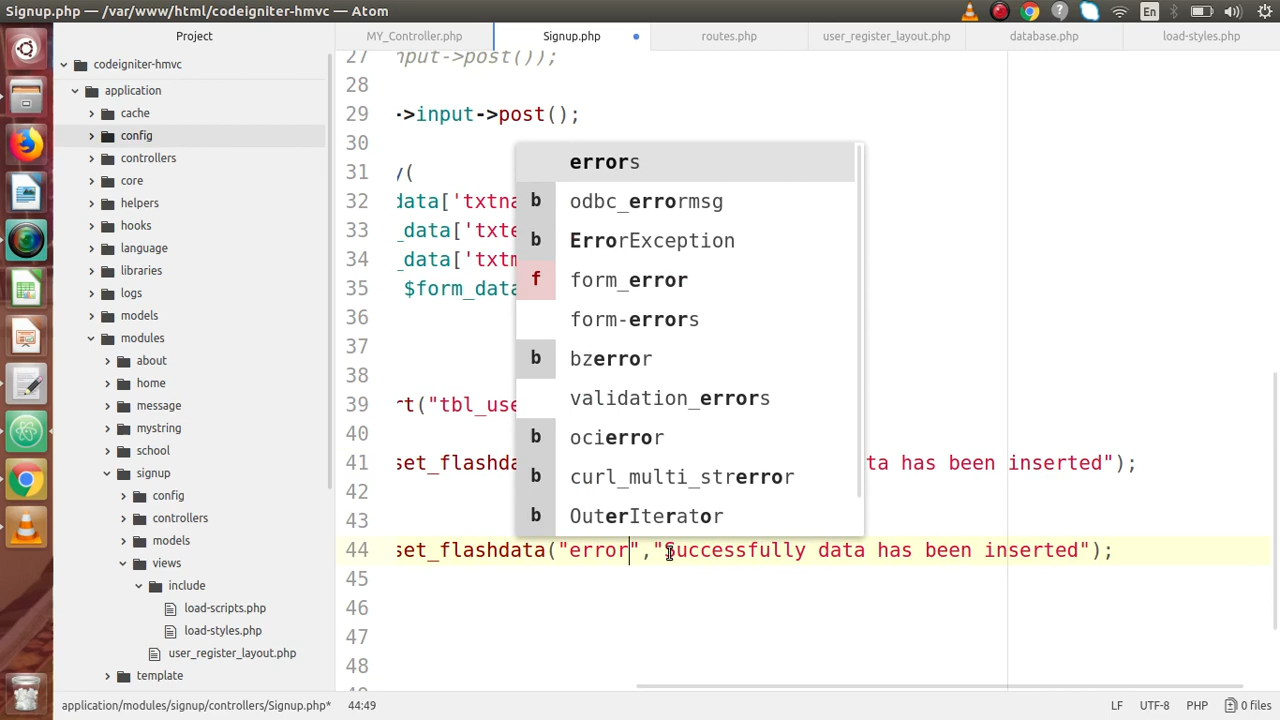 Signup.php — /var/www/html/codeigniter-hmvc — Atom
En
Project
MY_Controller.php
Signup.php
routes.php
user_register_layout.php
database.php
load-styles.php
codeigniter-hmvc
application
cache
config
controllers
core
helpers
hooks
language
libraries
logs
models
modules
about
home
message
mystring
school
signup
config
controllers
models
views
include
load-scripts.php
load-styles.php
user_register_layout.php
template
27 nput->post());
28
29 ->input->post();
30
31 y(
32 data['txtna
33 _data['txte
34 _data['txtm
35 $form_data
36
37
38
39 rt("tbl_use
40
41 set_flashda ta has been inserted");
42
43
44 set_flashdata("error","Successfully data has been inserted");
45
46
47
48
errors
b odbc_errormsg
b ErrorException
f form_error
form-errors
b bzerror
validation_errors
b ocierror
b curl_multi_strerror
b OuterIterator
application/modules/signup/controllers/Signup.php* 44:49 LF UTF-8 PHP 0 files